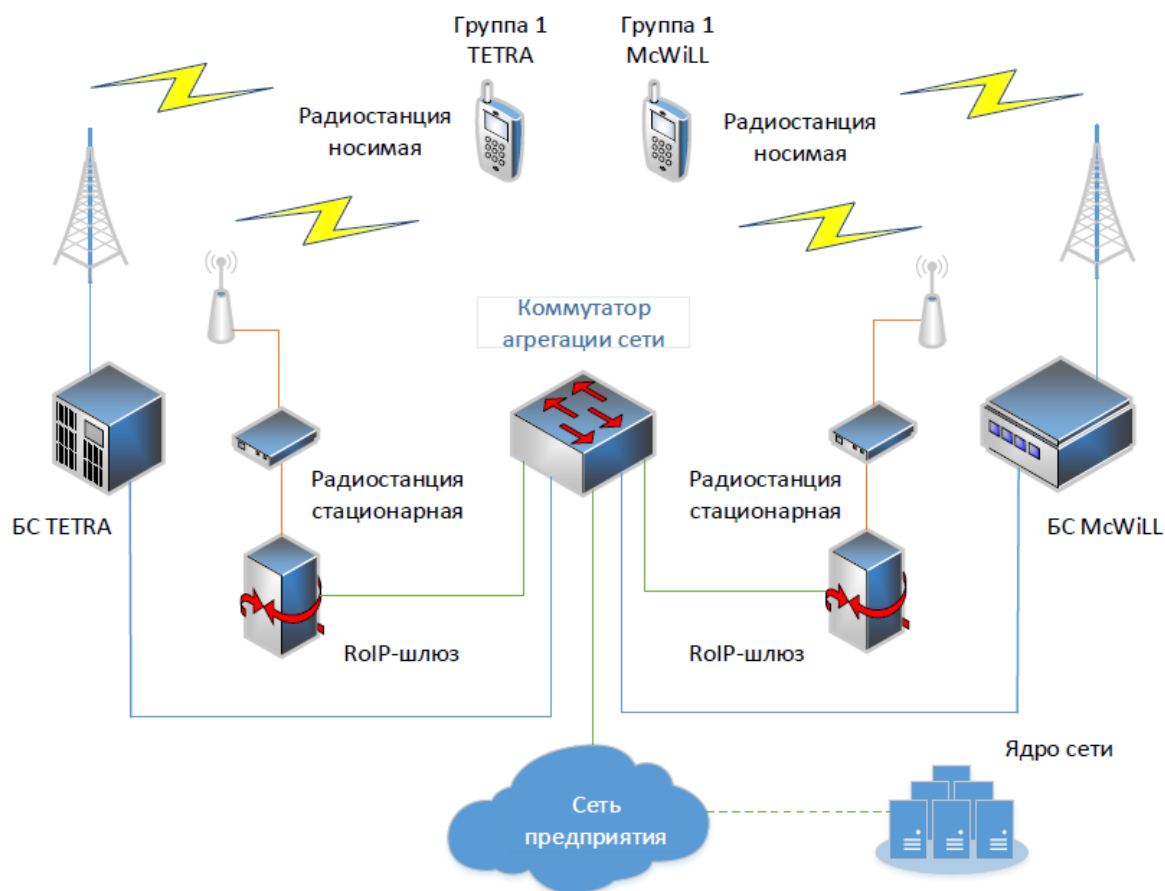 Группа 1
TETRA
Группа 1
McWiLL
Радиостанция
носимая
Радиостанция
носимая
Коммутатор
агрегации сети
Радиостанция
стационарная
Радиостанция
стационарная
БС TETRA
БС McWiLL
RoIP-шлюз
RoIP-шлюз
Ядро сети
Сеть
предприятия